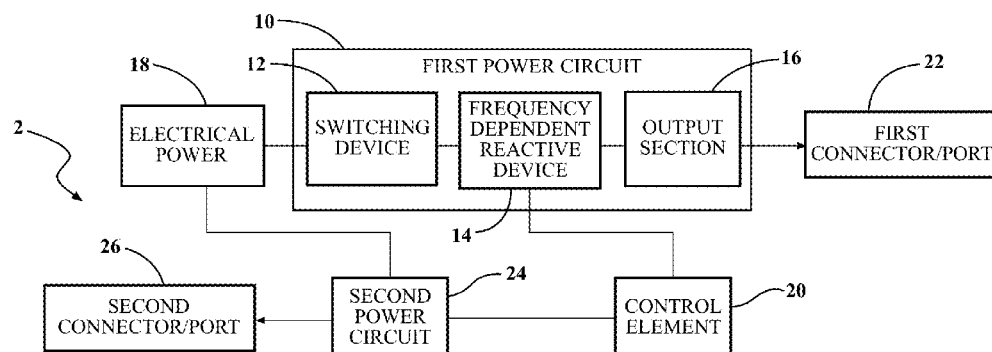 10
18
12
FIRST POWER CIRCUIT
16
22
2
ELECTRICAL
POWER
SWITCHING
DEVICE
FREQUENCY
DEPENDENT
REACTIVE
DEVICE
OUTPUT
SECTION
FIRST
CONNECTOR/PORT
14
26
24
20
SECOND
CONNECTOR/PORT
SECOND
POWER
CIRCUIT
CONTROL
ELEMENT